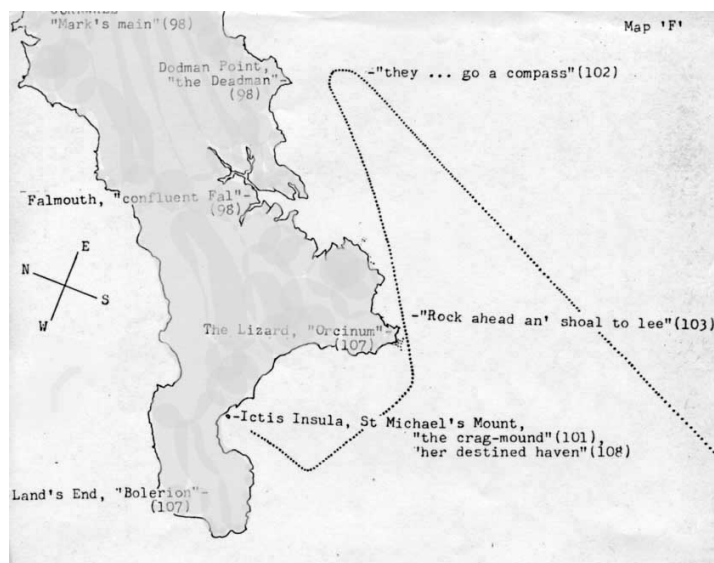 "Mark's main"(98)
Map 'F'
Dodman Point,
"the Deadman"-
(98)
-"they ... go a compass"(102)
Falmouth, "confluent Fal"-
(98)
E
N
S
W
-"Rock ahead an' shoal to lee"(103)
The Lizard, "Orcinum"-
(107)
-Ictis Insula, St Michael's Mount,
"the crag-mound"(101),
'her destined haven"(108)
Land's End, "Bolerion"-
(107)